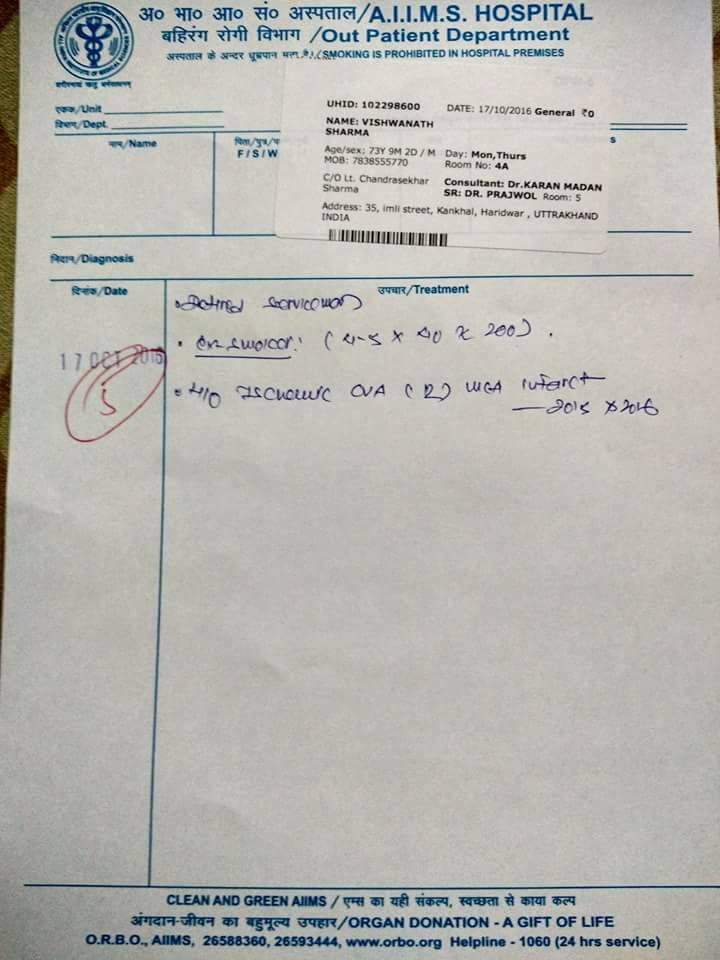 अ० भा० आ० सं० अस्पताल/A.I.I.M.S. HOSPITAL
बहिरंग रोगी विभाग /Out Patient Department
अस्पताल के अन्दर धूम्रपान मना है।/SMOKING IS PROHIBITED IN HOSPITAL PREMISES
एकक/Unit
विभाग/Dept.
नाम/Name
पिता/पुत्र/प
F/S/W
s
UHID: 102298600 DATE: 17/10/2016 General ₹0
NAME: VISHWANATH
SHARMA
Age/sex: 73Y 9M 2D / M Day: Mon,Thurs
MOB: 7838555770 Room No: 4A
C/O Lt. Chandrasekhar Consultant: Dr.KARAN MADAN
Sharma SR: DR. PRAJWOL Room: 5
Address: 35, imli street, Kankhal, Haridwar , UTTRAKHAND
INDIA
निदान/Diagnosis
दिनांक/Date
उपचार/Treatment
• Retired serviceman
17 OCT 2016
5
• Ex. smoker: (4-5 x 40 x 200).
• H/O Ischemic CVA (R) MCA infarct
— 2015 x 2016
CLEAN AND GREEN AIIMS / एम्स का यही संकल्प, स्वच्छता से काया कल्प
अंगदान-जीवन का बहुमूल्य उपहार/ORGAN DONATION - A GIFT OF LIFE
O.R.B.O., AIIMS, 26588360, 26593444, www.orbo.org Helpline - 1060 (24 hrs service)